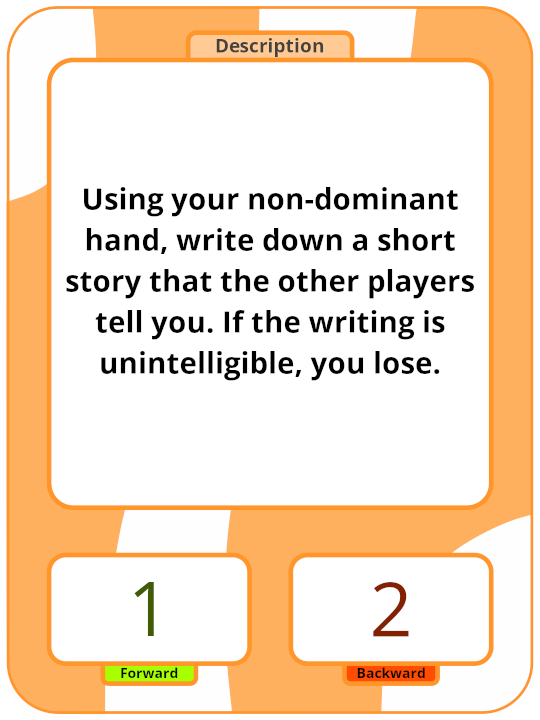 Description
Using your non-dominant
hand, write down a short
story that the other players
tell you. If the writing is
unintelligible, you lose.
1
2
Forward
Backward